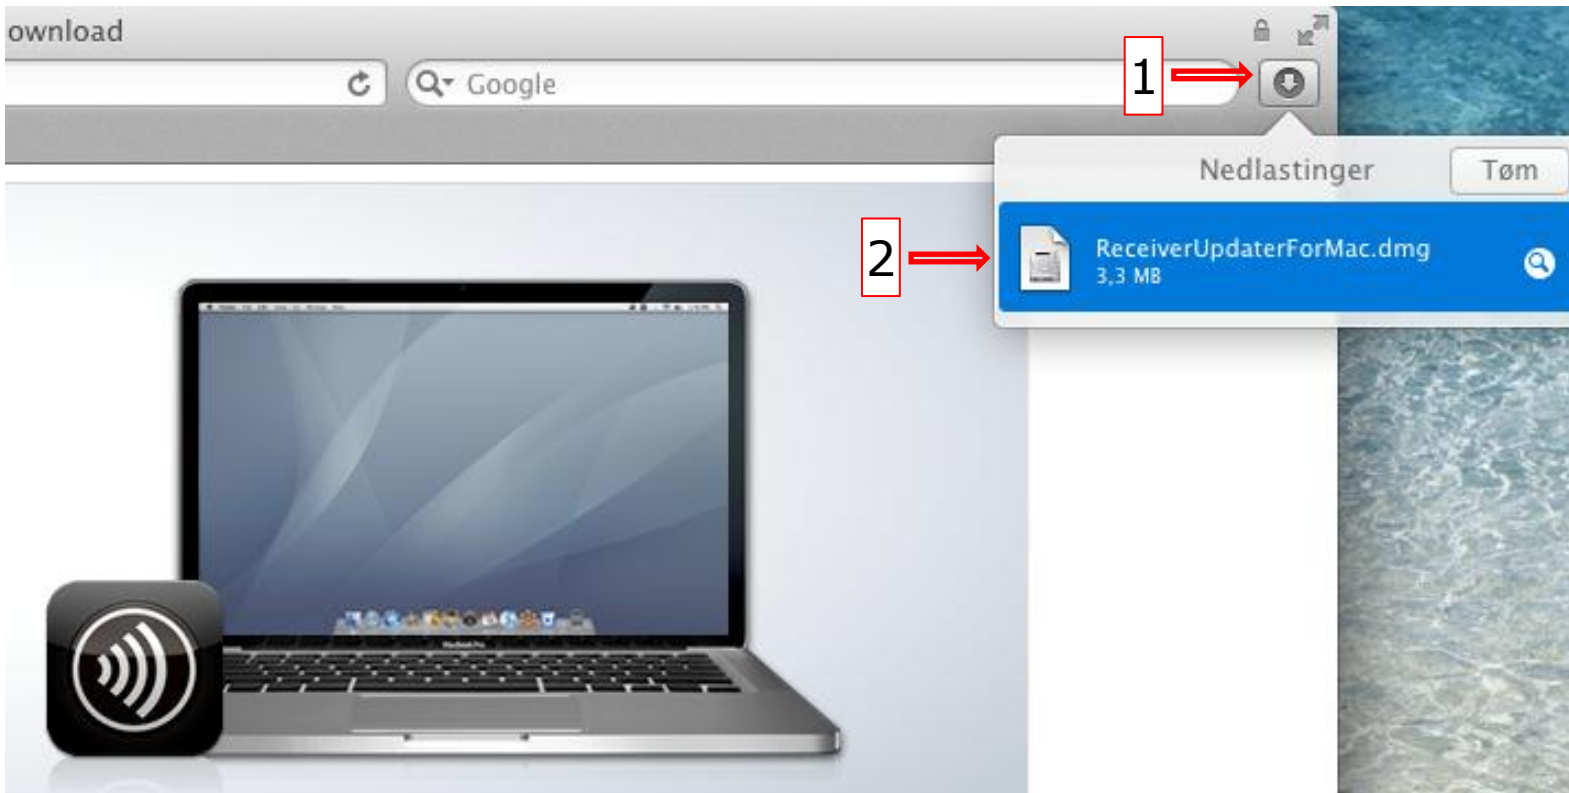 ownload
Google
1
Nedlastinger
Tøm
2
ReceiverUpdaterForMac.dmg
3,3 MB